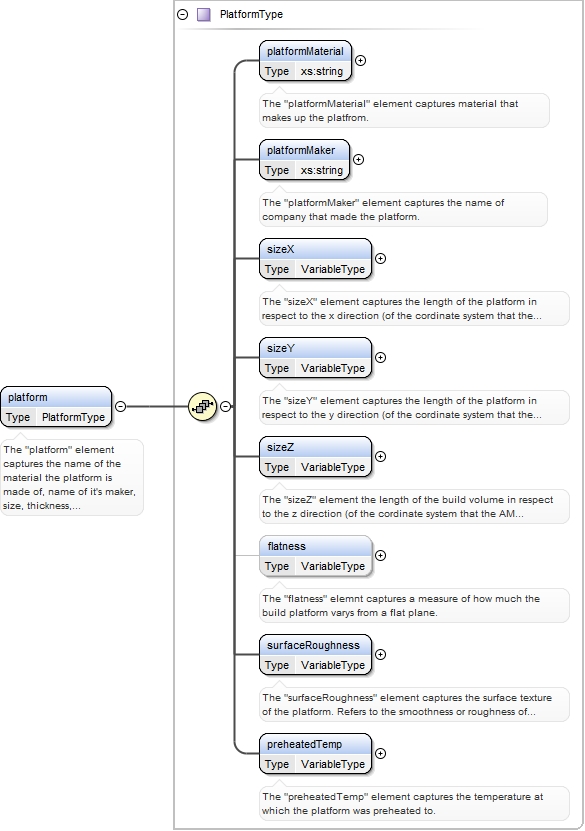 PlatformType
platformMaterial
Type xs:string
The "platformMaterial" element captures material that
makes up the platfrom.
platformMaker
Type xs:string
The "platformMaker" element captures the name of
company that made the platform.
sizeX
Type VariableType
The "sizeX" element captures the length of the platform in
respect to the x direction (of the cordinate system that the...
sizeY
Type VariableType
The "sizeY" element captures the length of the platform in
respect to the y direction (of the cordinate system that the...
platform
Type PlatformType
The "platform" element
captures the name of the
material the platform is
made of, name of it's maker,
size, thickness,...
sizeZ
Type VariableType
The "sizeZ" element the length of the build volume in respect
to the z direction (of the cordinate system that the AM...
flatness
Type VariableType
The "flatness" elemnt captures a measure of how much the
build platform varys from a flat plane.
surfaceRoughness
Type VariableType
The "surfaceRoughness" element captures the surface texture
of the platform. Refers to the smoothness or roughness of...
preheatedTemp
Type VariableType
The "preheatedTemp" element captures the temperature at
which the platform was preheated to.